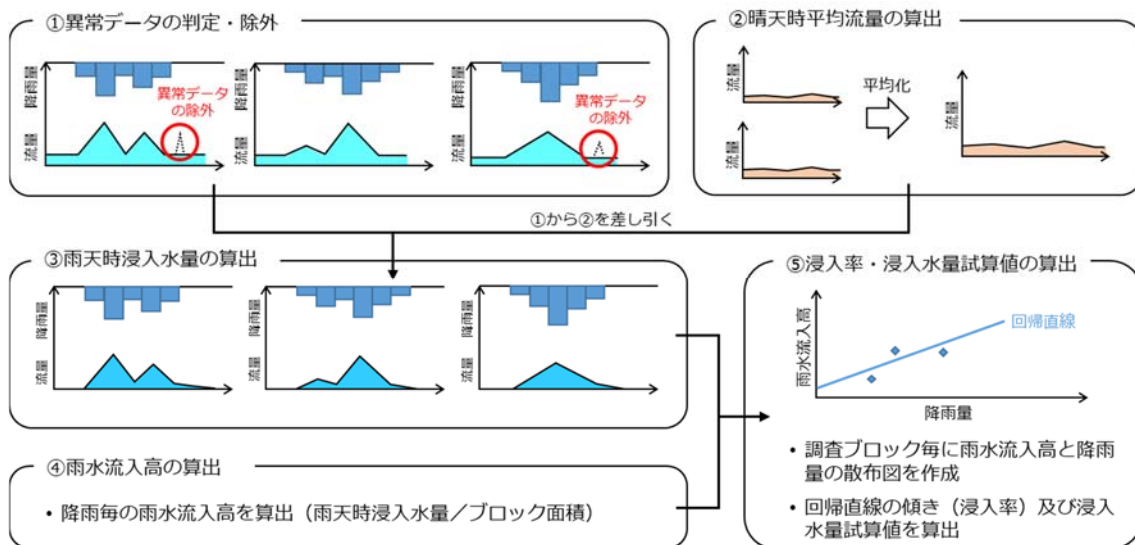 ①異常データの判定・除外
降雨量
流量
異常データ
の除外
降雨量
流量
降雨量
流量
異常データ
の除外
②晴天時平均流量の算出
流量
流量
平均化
流量
①から②を差し引く
③雨天時浸入水量の算出
降雨量
流量
降雨量
流量
降雨量
流量
④雨水流入高の算出
・降雨毎の雨水流入高を算出（雨天時浸入水量／ブロック面積）
⑤浸入率・浸入水量試算値の算出
雨水流入高
回帰直線
降雨量
・調査ブロック毎に雨水流入高と降雨
量の散布図を作成
・回帰直線の傾き（浸入率）及び浸入
水量試算値を算出